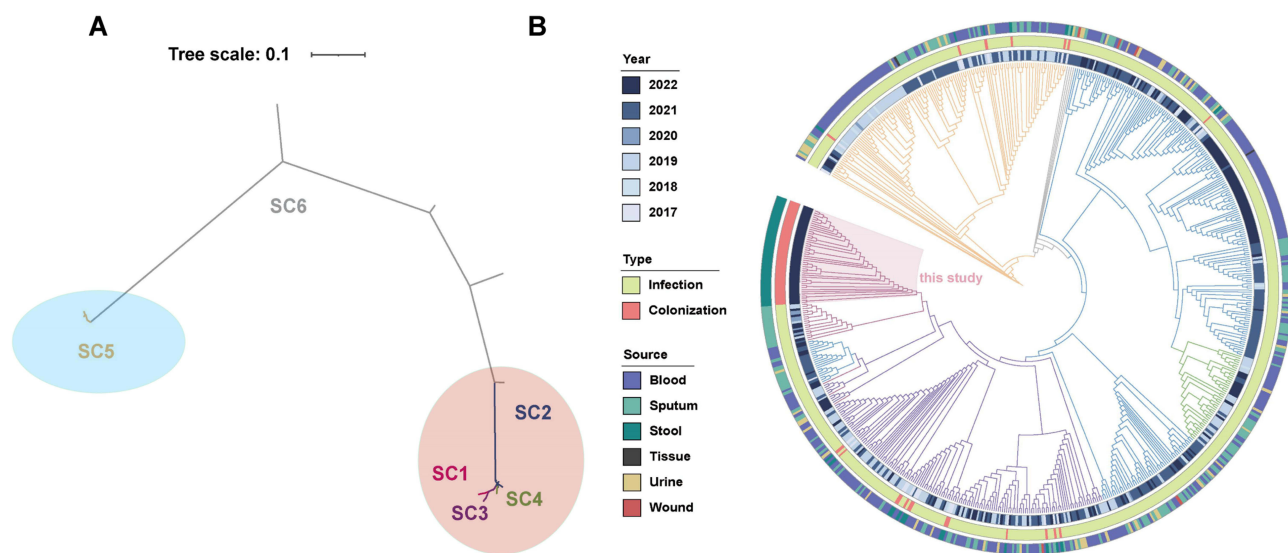 A
Tree scale: 0.1
SC6
SC5
SC2
SC1
SC4
SC3
B
Year
2022
2021
2020
2019
2018
2017
Type
Infection
Colonization
Source
Blood
Sputum
Stool
Tissue
Urine
Wound
this study